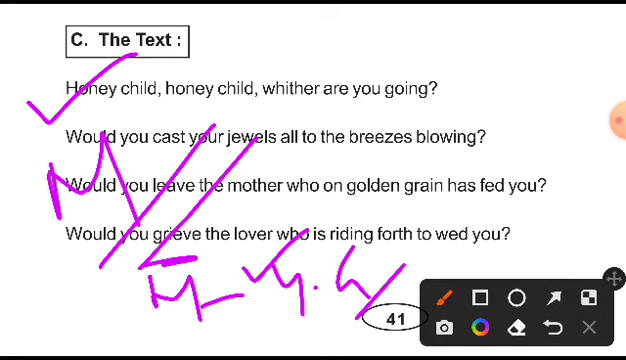 C. The Text :
Honey child, honey child, whither are you going?
Would you cast your jewels all to the breezes blowing?
Would you leave the mother who on golden grain has fed you?
Would you grieve the lover who is riding forth to wed you?
41